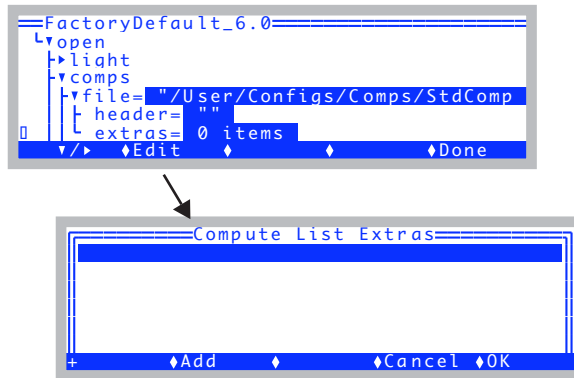 FactoryDefault_6.0
open
light
comps
file= "/User/Configs/Comps/StdComp
header= ""
extras= 0 items
▾/▸ ♦Edit ♦ ♦ ♦Done
Compute List Extras
+ ♦Add ♦ ♦Cancel ♦OK